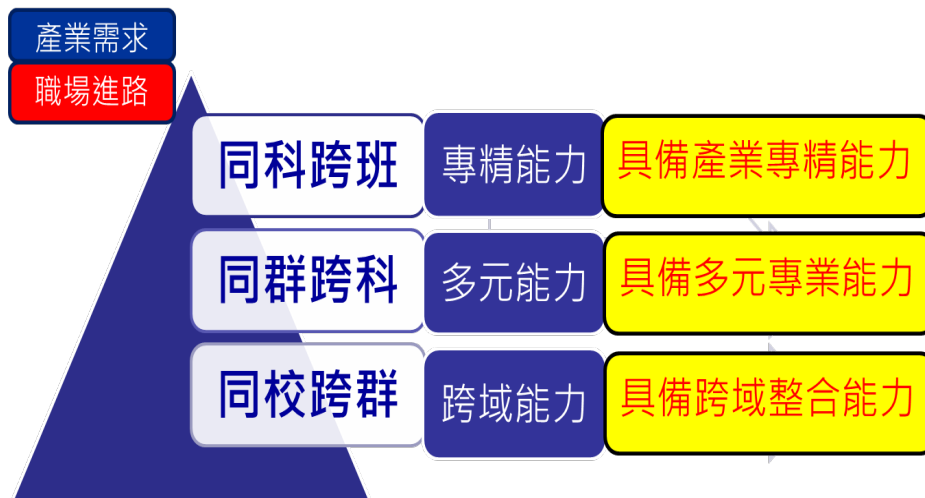 產業需求
職場進路
同科跨班
專精能力
具備產業專精能力
同群跨科
多元能力
具備多元專業能力
同校跨群
跨域能力
具備跨域整合能力